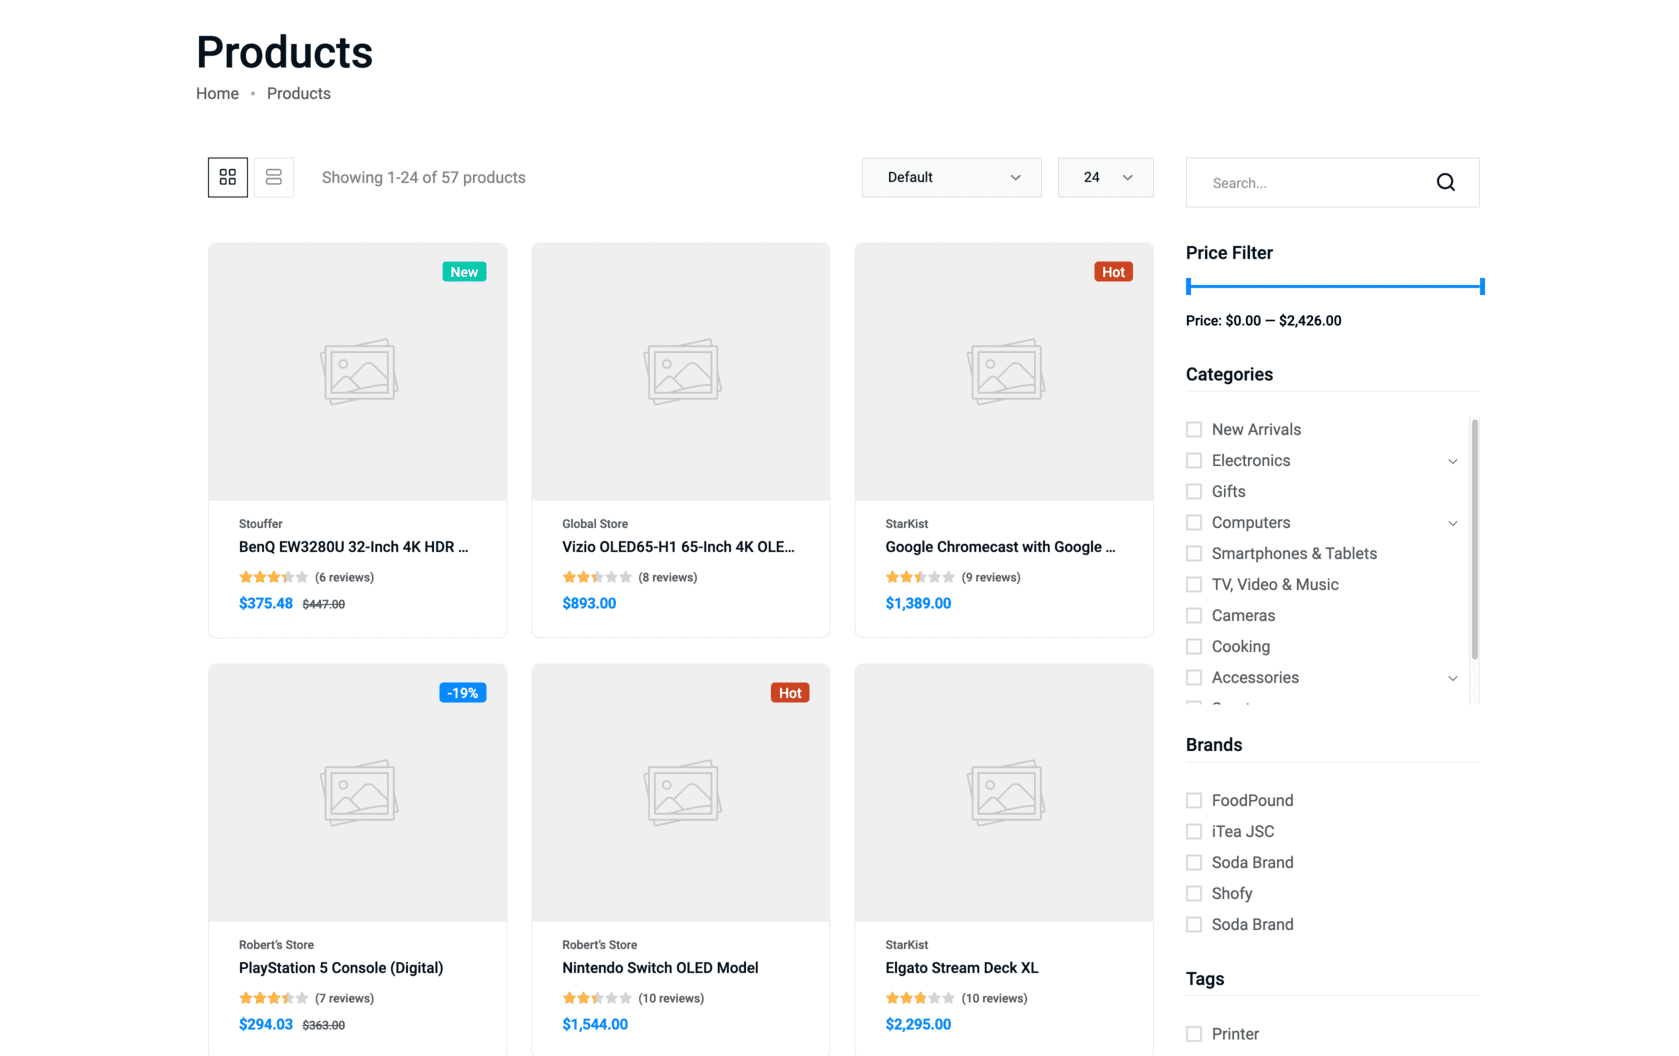 Products
Home • Products
Showing 1-24 of 57 products
Default
24
Search...
New
Stouffer
BenQ EW3280U 32-Inch 4K HDR ...
(6 reviews)
$375.48 $447.00
Global Store
Vizio OLED65-H1 65-Inch 4K OLE...
(8 reviews)
$893.00
Hot
StarKist
Google Chromecast with Google ...
(9 reviews)
$1,389.00
-19%
Robert's Store
PlayStation 5 Console (Digital)
(7 reviews)
$294.03 $363.00
Hot
Robert's Store
Nintendo Switch OLED Model
(10 reviews)
$1,544.00
StarKist
Elgato Stream Deck XL
(10 reviews)
$2,295.00
Price Filter
Price: $0.00 — $2,426.00
Categories
New Arrivals
Electronics
Gifts
Computers
Smartphones & Tablets
TV, Video & Music
Cameras
Cooking
Accessories
Brands
FoodPound
iTea JSC
Soda Brand
Shofy
Soda Brand
Tags
Printer